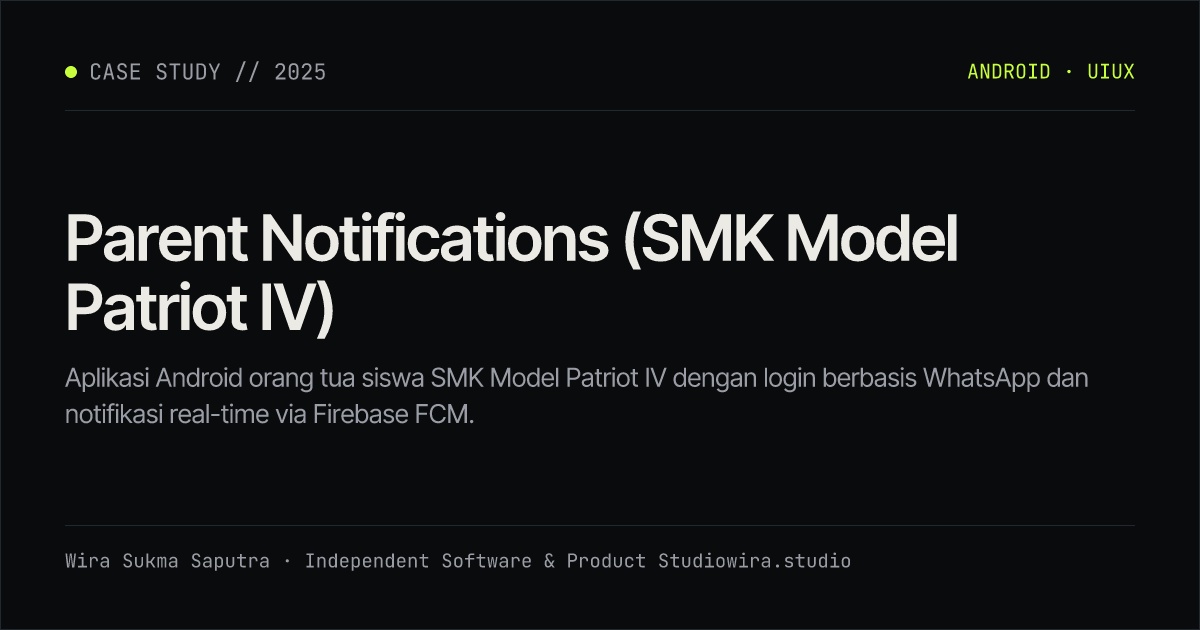 CASE STUDY // 2025
ANDROID · UIUX
Parent Notifications (SMK Model
Patriot IV)
Aplikasi Android orang tua siswa SMK Model Patriot IV dengan login berbasis WhatsApp dan
notifikasi real-time via Firebase FCM.
Wira Sukma Saputra · Independent Software & Product Studiowira.studio